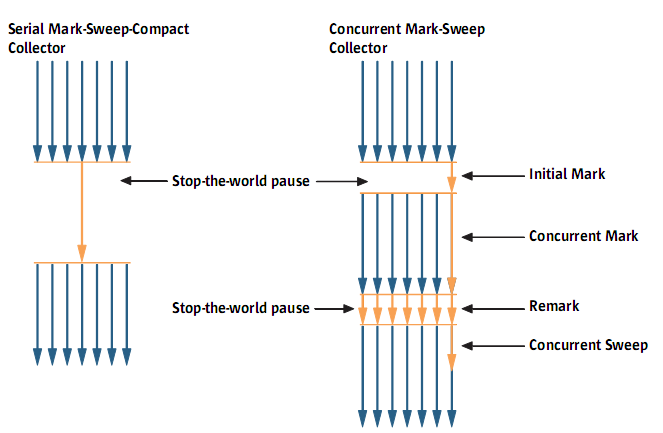 Serial Mark-Sweep-Compact
Collector
Concurrent Mark-Sweep
Collector
Stop-the-world pause
Initial Mark
Concurrent Mark
Stop-the-world pause
Remark
Concurrent Sweep